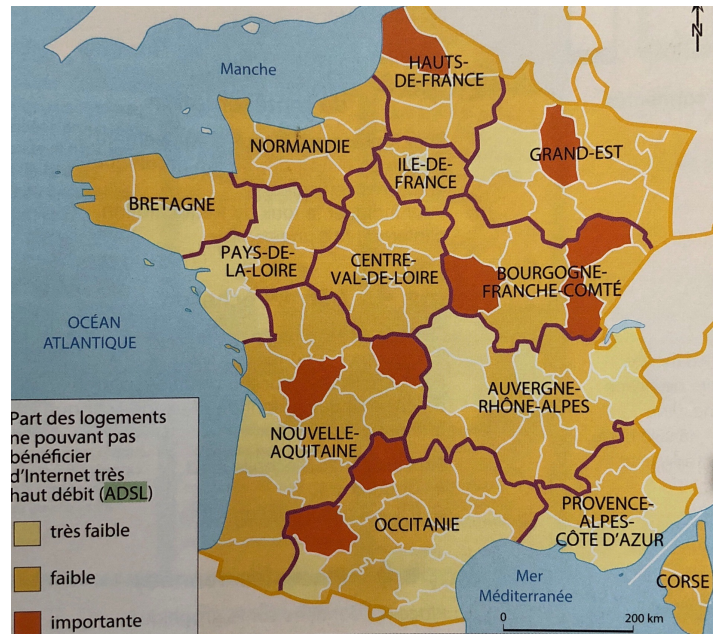 N
Manche
HAUTS-
DE-FRANCE
NORMANDIE
ILE-DE-
FRANCE
GRAND-EST
BRETAGNE
PAYS-DE-
LA-LOIRE
CENTRE-
VAL-DE-LOIRE
BOURGOGNE-
FRANCHE-COMTÉ
OCÉAN
ATLANTIQUE
AUVERGNE-
RHÔNE-ALPES
NOUVELLE-
AQUITAINE
OCCITANIE
PROVENCE-
ALPES-
CÔTE D'AZUR
CORSE
Mer
Méditerranée
0 200 km
Part des logements
ne pouvant pas
bénéficier
d'Internet très
haut débit (ADSL)
très faible
faible
importante